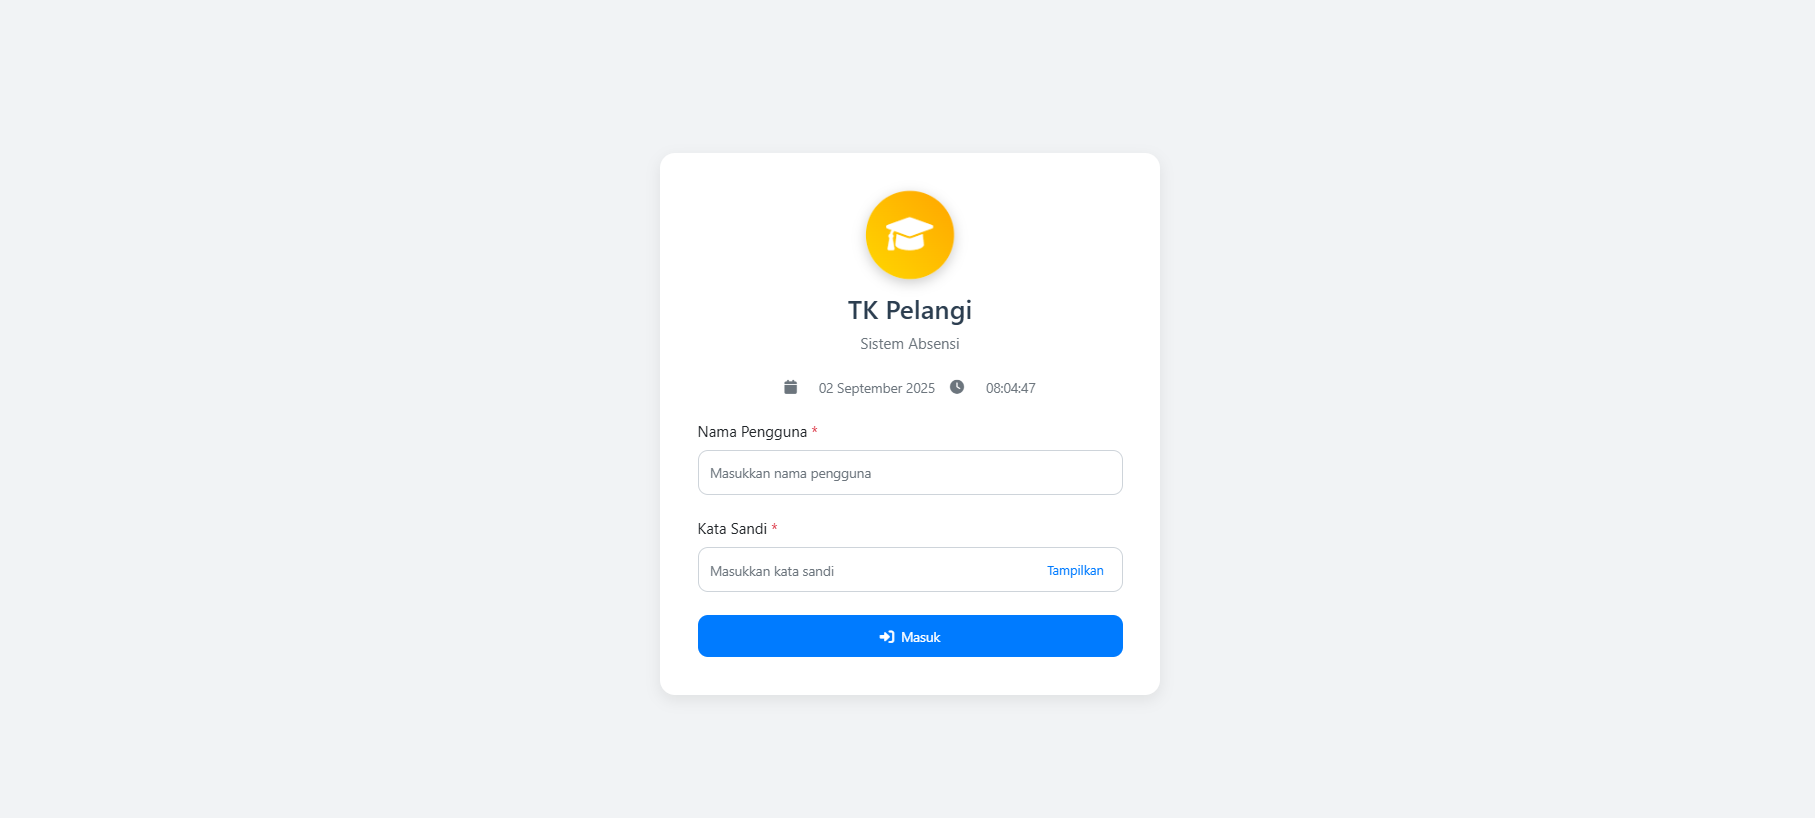 TK Pelangi
Sistem Absensi
02 September 2025 08:04:47
Nama Pengguna *
Masukkan nama pengguna
Kata Sandi *
Masukkan kata sandi Tampilkan
Masuk